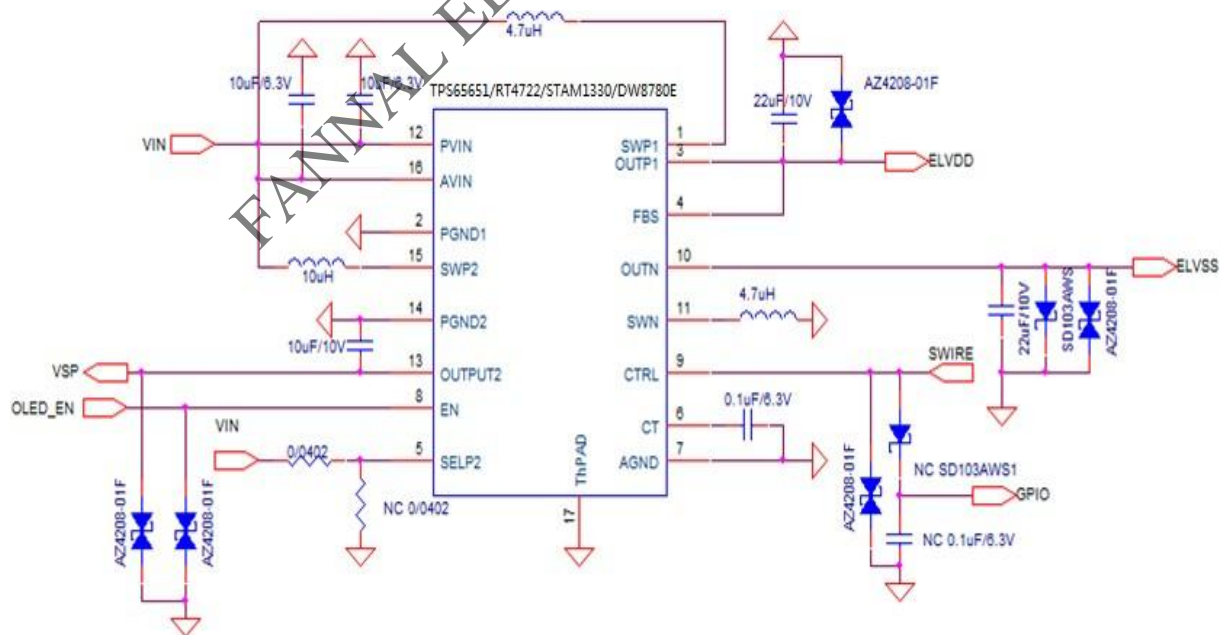 FANNAL EL
4.7uH
10uF/6.3V
10uF/6.3V
TPS65651/RT4722/STAM1330/DW8780E
22uF/10V
AZ4208-01F
VIN
12
PVIN
SWP1
1
OUTP1
3
ELVDD
16
AVIN
FBS
4
2
PGND1
15
SWP2
10uH
OUTN
10
ELVSS
14
PGND2
SWN
11
4.7uH
22uF/10V
SD103AWS
AZ4208-01F
10uF/10V
VSP
13
OUTPUT2
CTRL
9
SWIRE
OLED_EN
8
EN
CT
6
0.1uF/6.3V
VIN
0/0402
5
SELP2
AGND
7
ThPAD
17
NC 0/0402
AZ4208-01F
AZ4208-01F
AZ4208-01F
NC SD103AWS1
GPIO
NC 0.1uF/6.3V